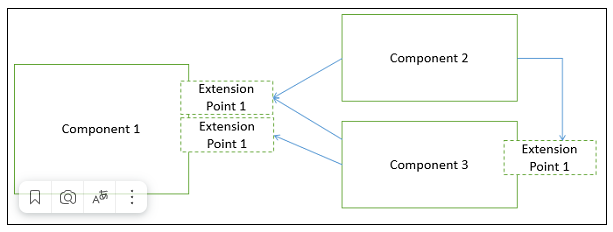 Component 1
Extension
Point 1
Extension
Point 1
Component 2
Component 3
Extension
Point 1